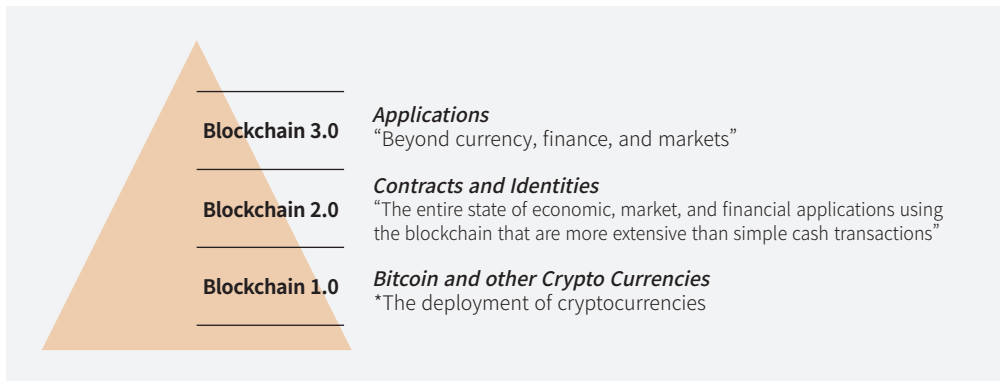 Blockchain 3.0
Applications
“Beyond currency, finance, and markets”
Blockchain 2.0
Contracts and Identities
“The entire state of economic, market, and financial applications using
the blockchain that are more extensive than simple cash transactions”
Blockchain 1.0
Bitcoin and other Crypto Currencies
*The deployment of cryptocurrencies